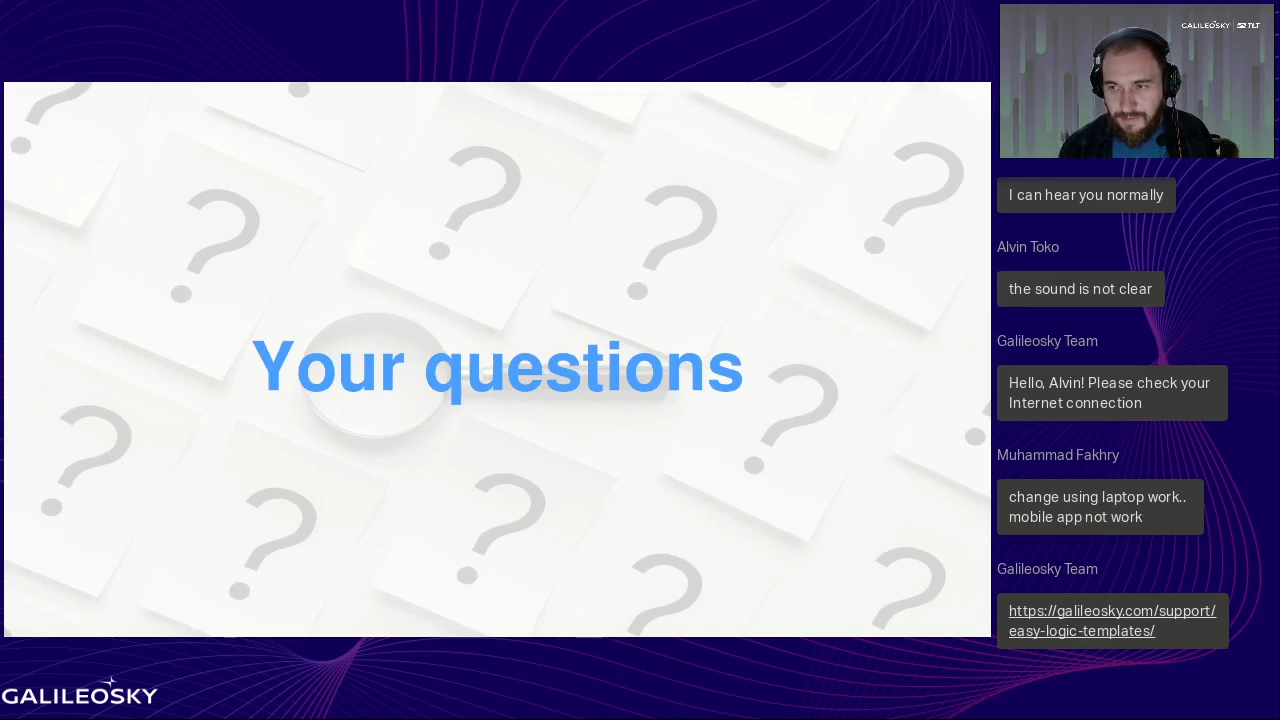 GALILEOSKY
TLT
I can hear you normally
Alvin Toko
the sound is not clear
Galileosky Team
Hello, Alvin! Please check your
Internet connection
Muhammad Fakhry
change using laptop work..
mobile app not work
Galileosky Team
https://galileosky.com/support/
easy-logic-templates/
Your questions
GALILEOSKY